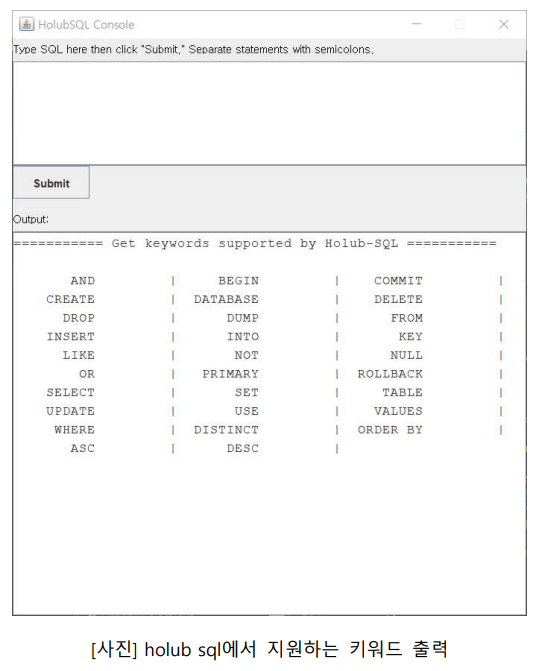 HolubSQL Console
Type SQL here then click "Submit." Separate statements with semicolons.
Submit
Output:
=========== Get keywords supported by Holub-SQL ===========
AND | BEGIN | COMMIT |
CREATE | DATABASE | DELETE |
DROP | DUMP | FROM |
INSERT | INTO | KEY |
LIKE | NOT | NULL |
OR | PRIMARY | ROLLBACK |
SELECT | SET | TABLE |
UPDATE | USE | VALUES |
WHERE | DISTINCT | ORDER BY |
ASC | DESC |
[사진] holub sql에서 지원하는 키워드 출력